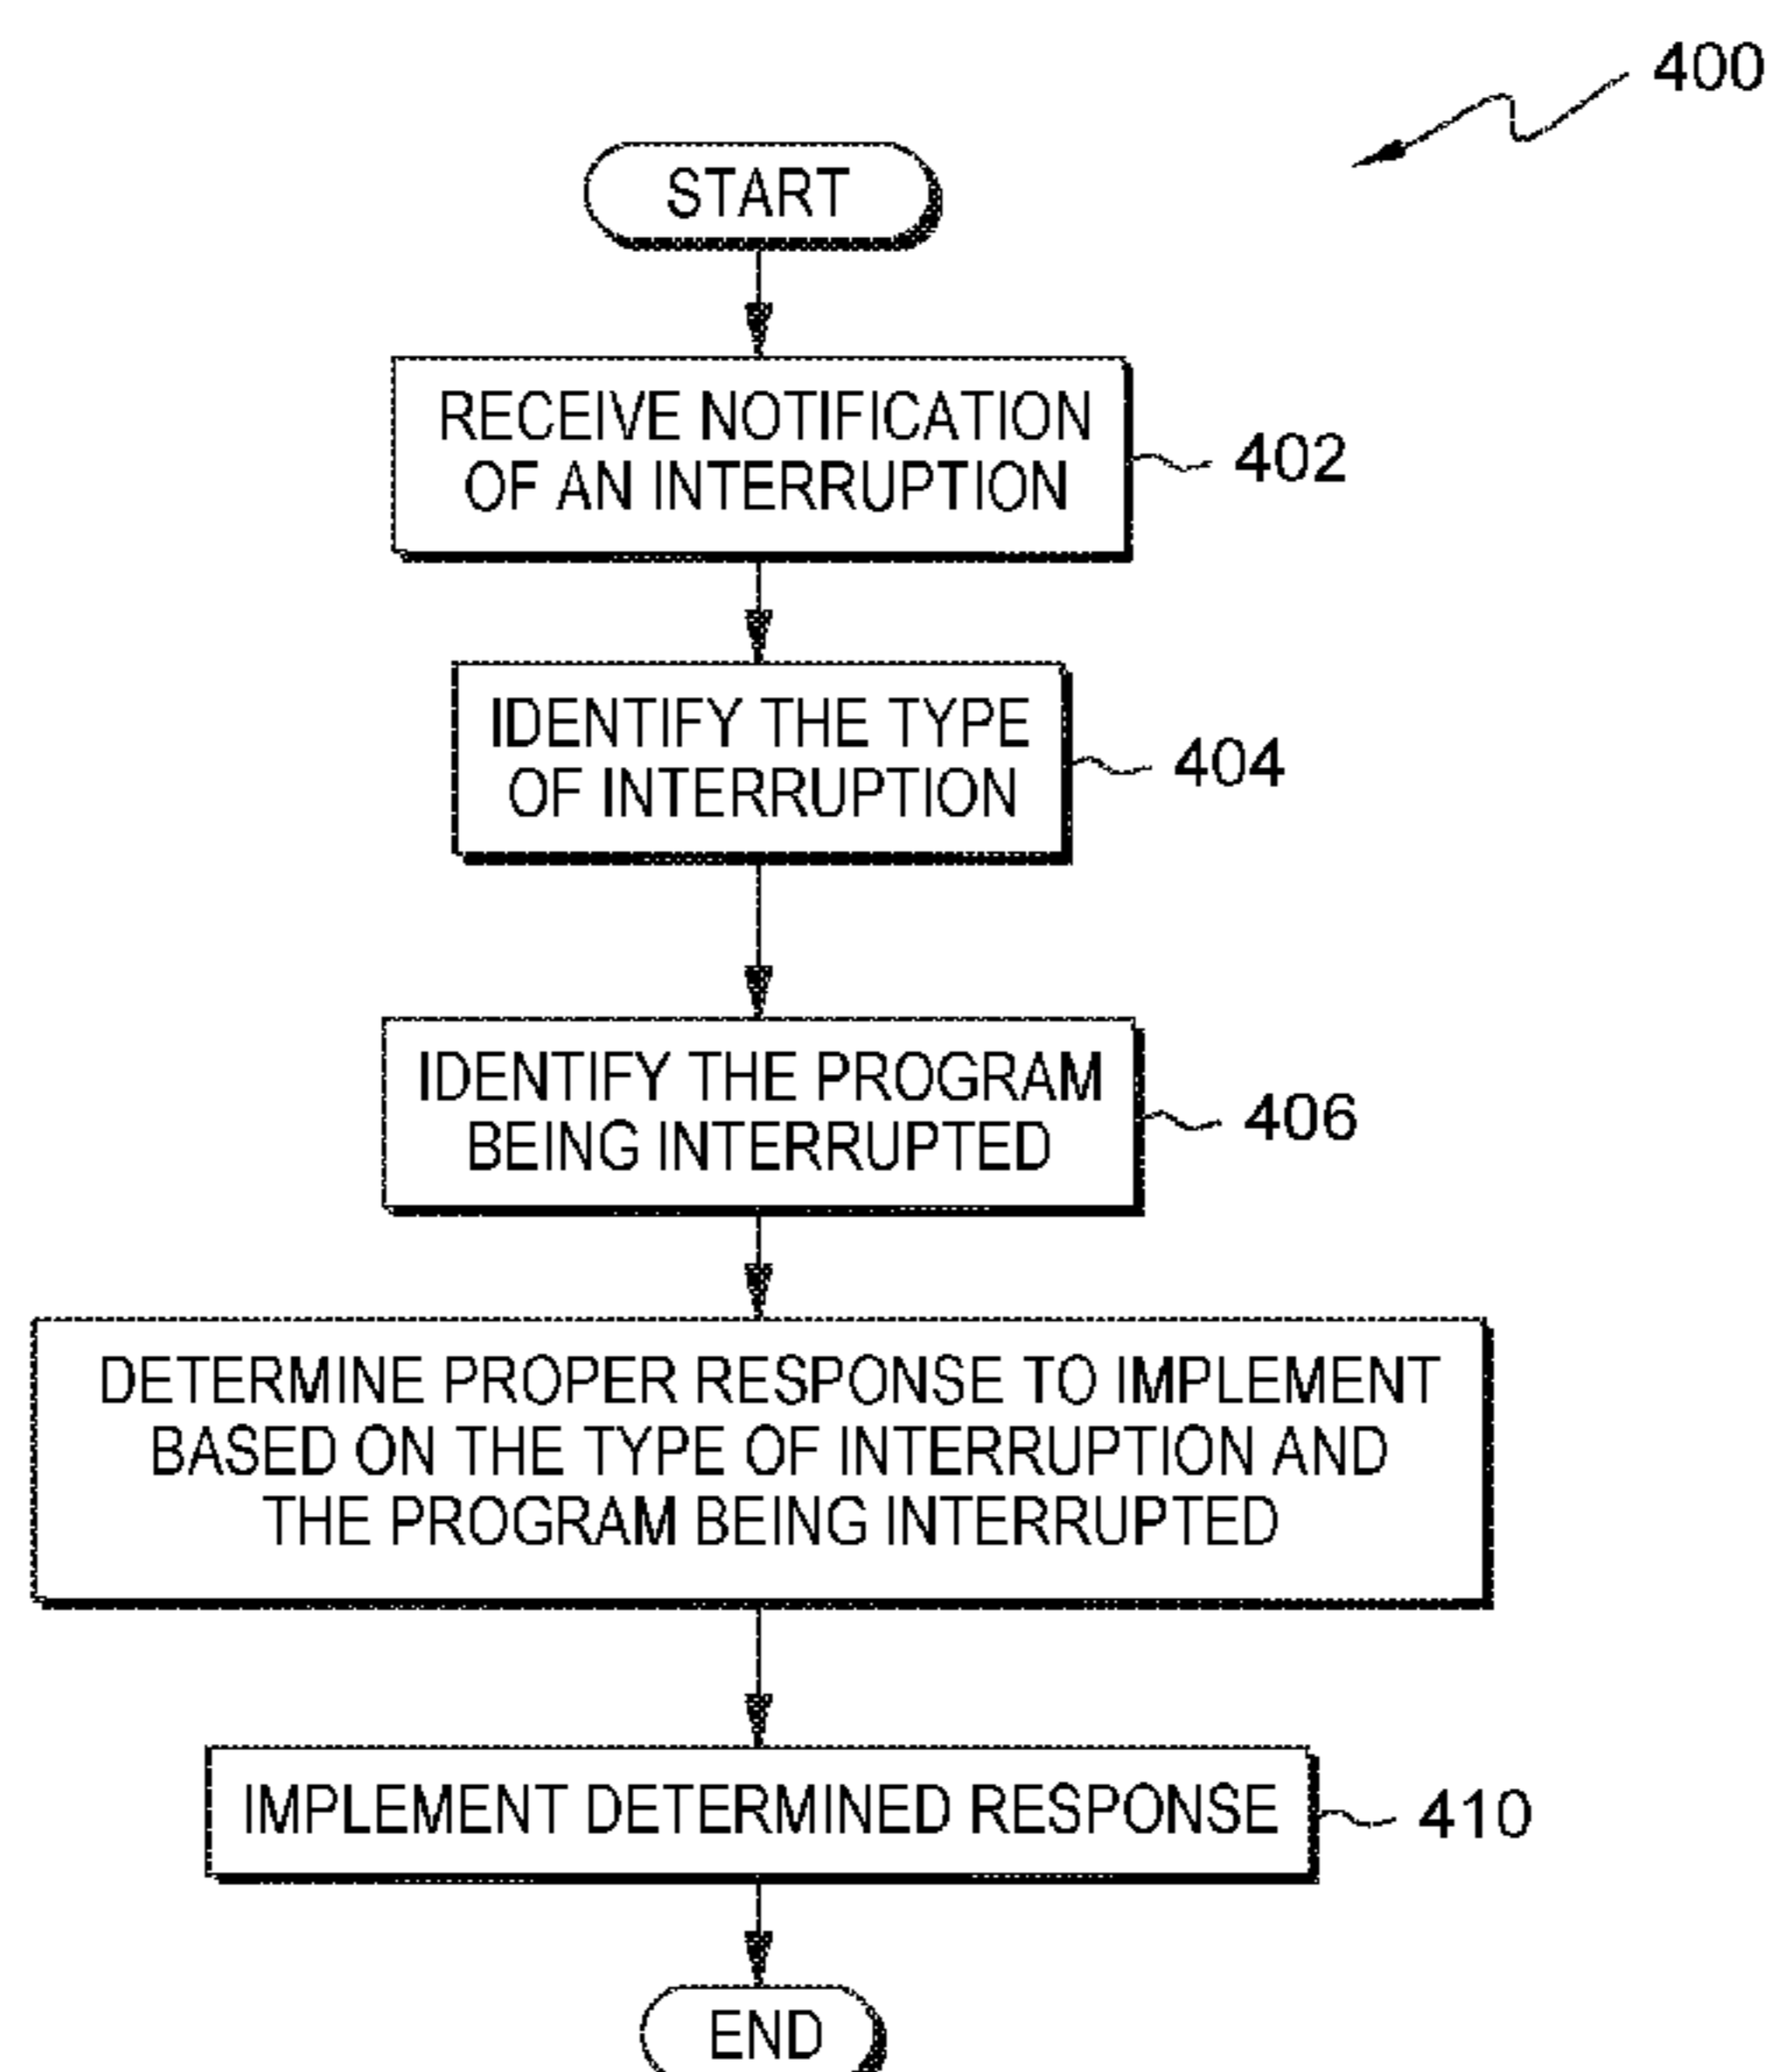 400
START
RECEIVE NOTIFICATION
OF AN INTERRUPTION
402
IDENTIFY THE TYPE
OF INTERRUPTION
404
IDENTIFY THE PROGRAM
BEING INTERRUPTED
406
DETERMINE PROPER RESPONSE TO IMPLEMENT
BASED ON THE TYPE OF INTERRUPTION AND
THE PROGRAM BEING INTERRUPTED
IMPLEMENT DETERMINED RESPONSE
410
END